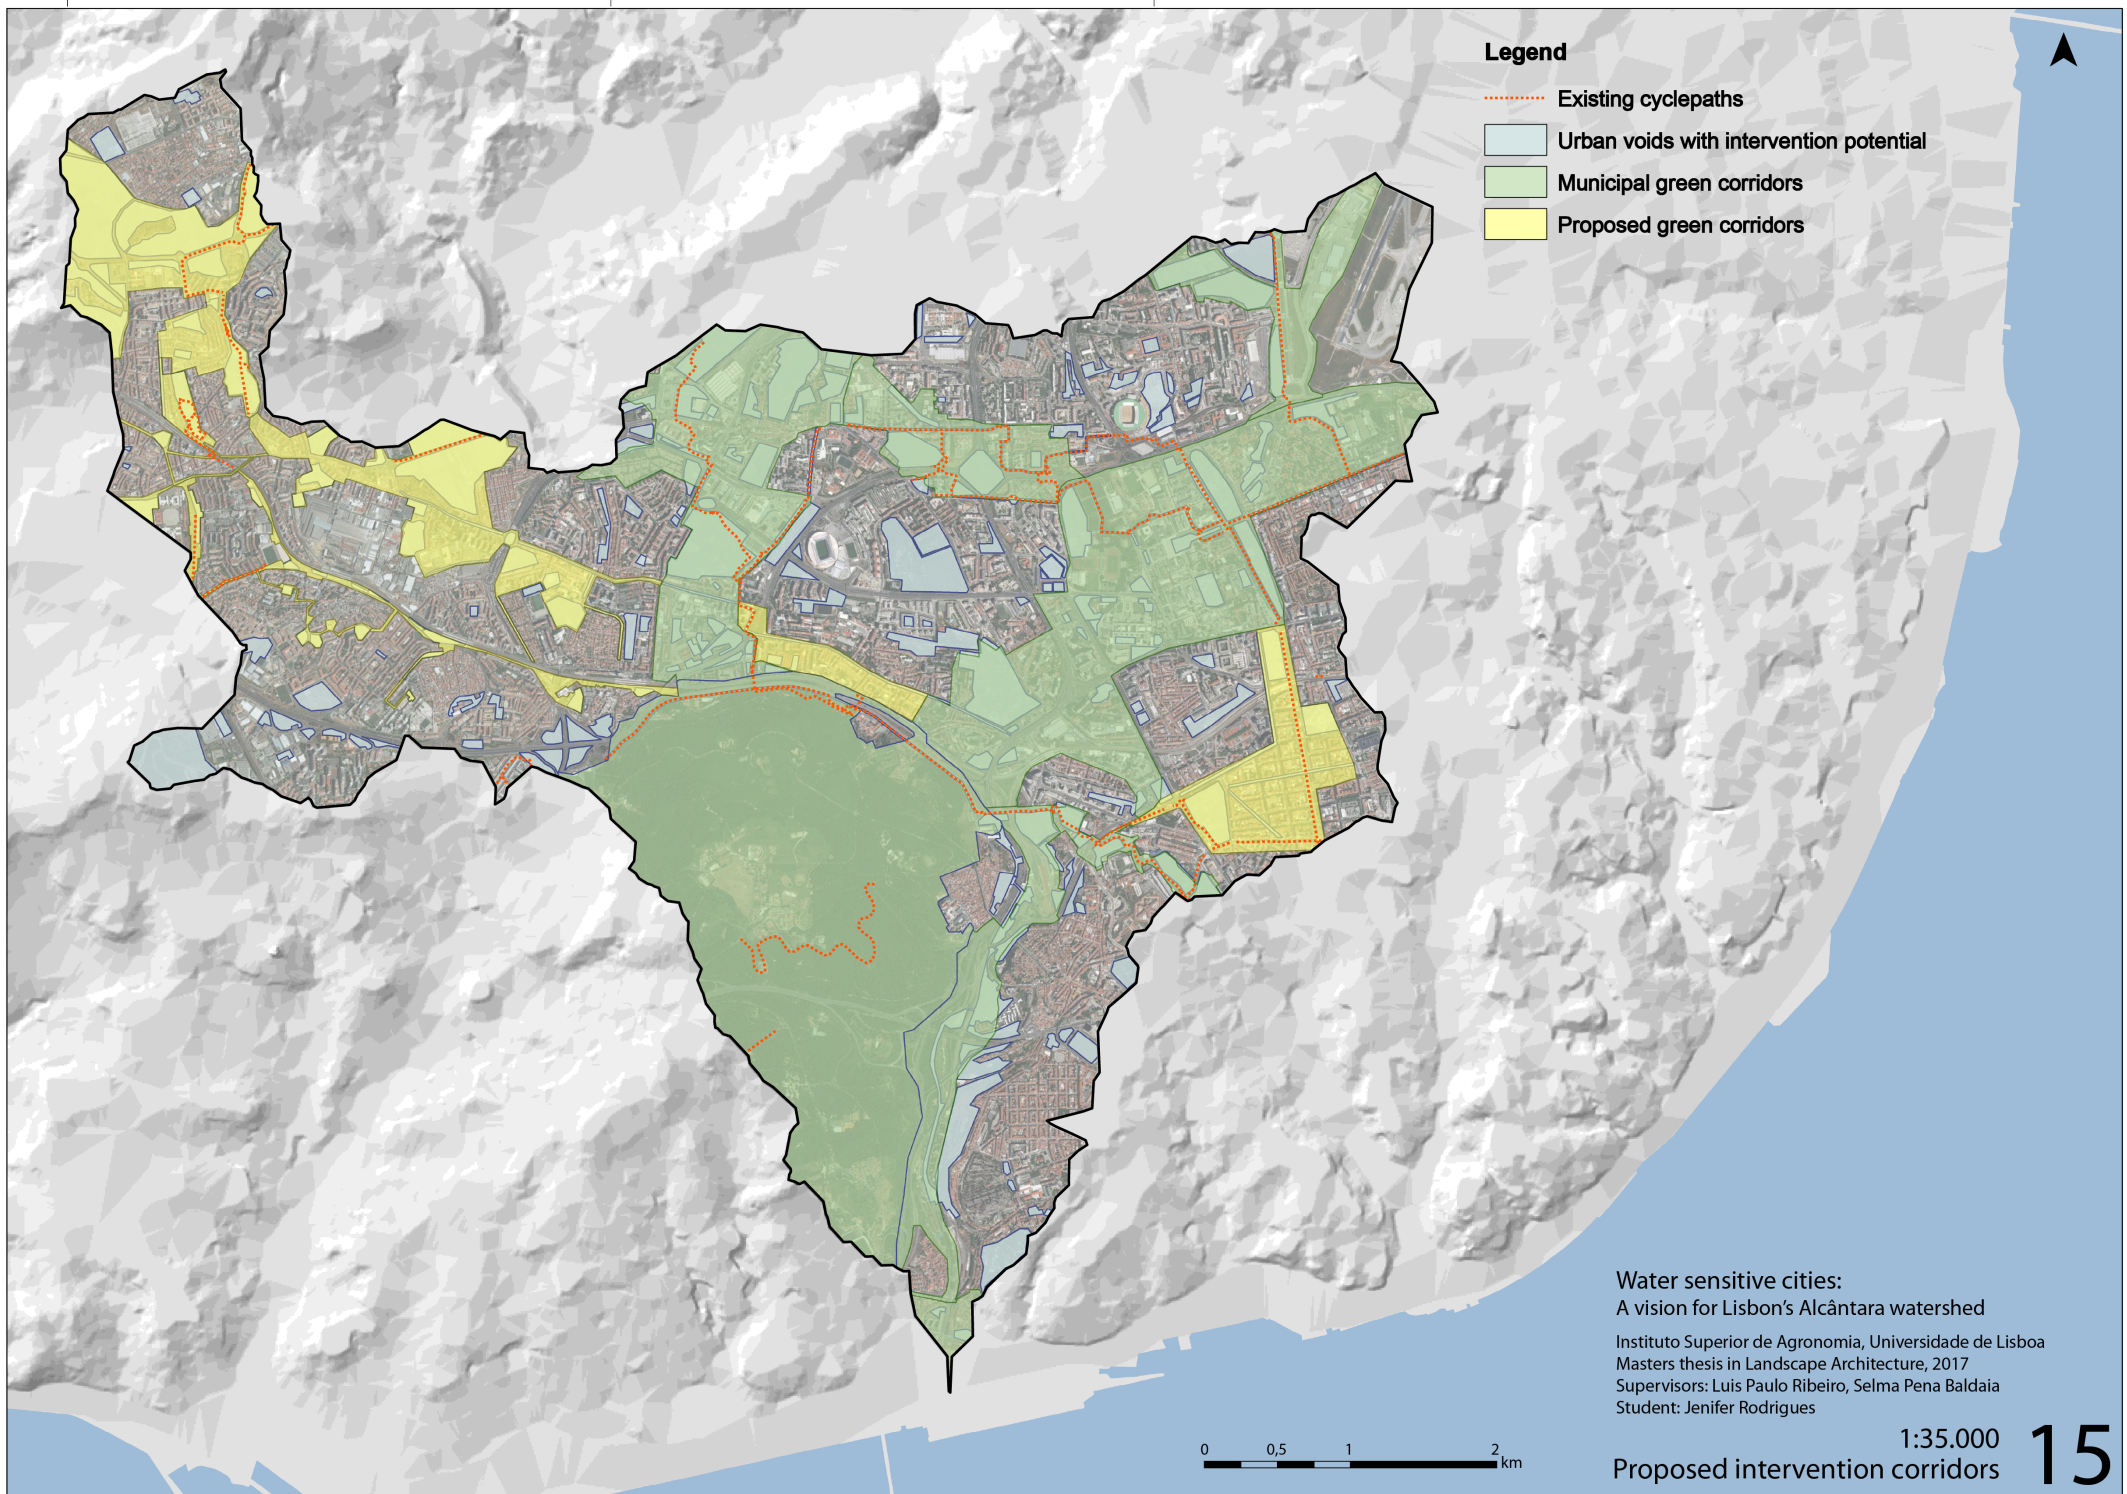 Legend
Existing cyclepaths
Urban voids with intervention potential
Municipal green corridors
Proposed green corridors
Water sensitive cities:
A vision for Lisbon's Alcântara watershed
Instituto Superior de Agronomia, Universidade de Lisboa
Masters thesis in Landscape Architecture, 2017
Supervisors: Luis Paulo Ribeiro, Selma Pena Baldaia
Student: Jenifer Rodrigues
0 0,5 1 2
km
1:35.000
Proposed intervention corridors
15